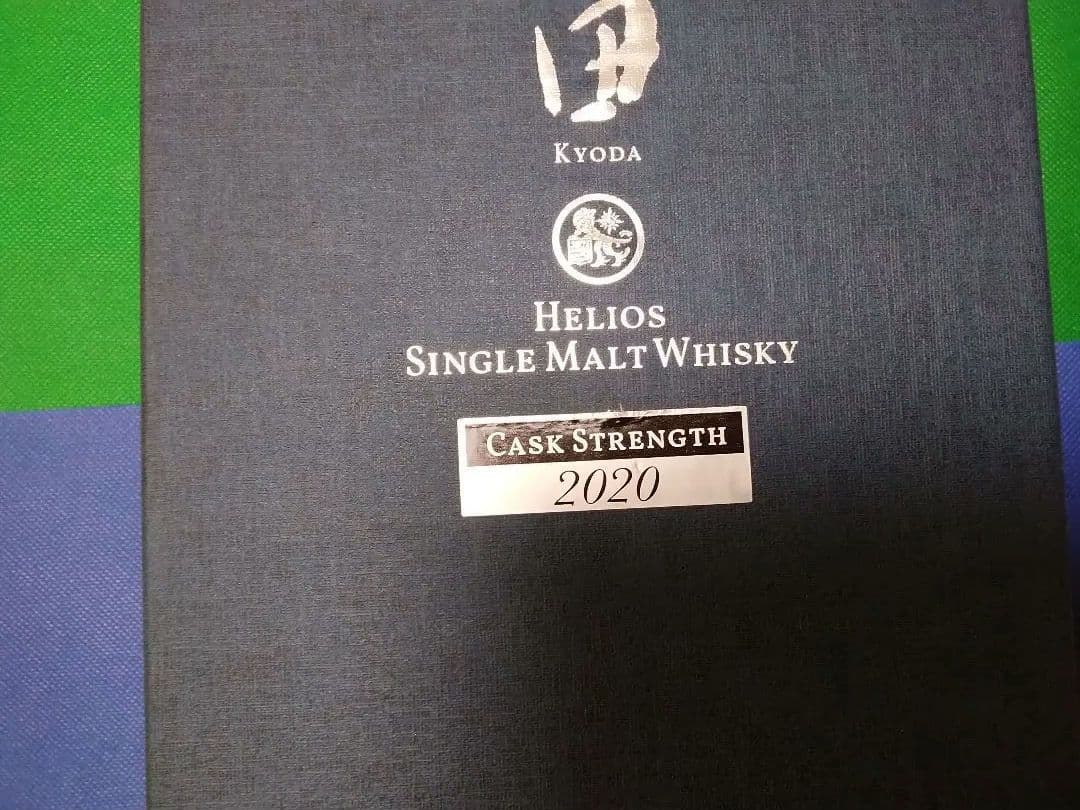 田
KYODA
HELIOS
SINGLE MALT WHISKY
CASK STRENGTH
2020